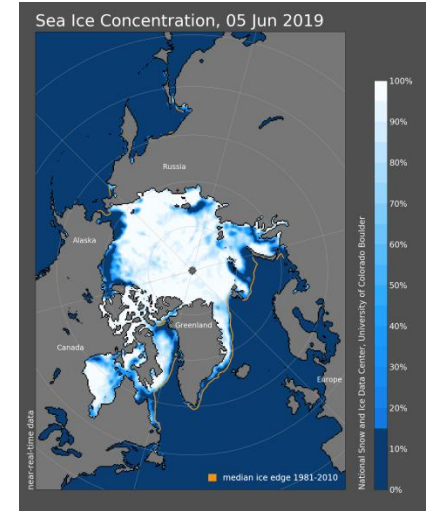 Sea Ice Concentration, 05 Jun 2019
Russia
Alaska
Greenland
Canada
Europe
near-real-time data
median ice edge 1981-2010
100%
90%
80%
70%
60%
50%
40%
30%
20%
10%
0%
National Snow and Ice Data Center, University of Colorado Boulder